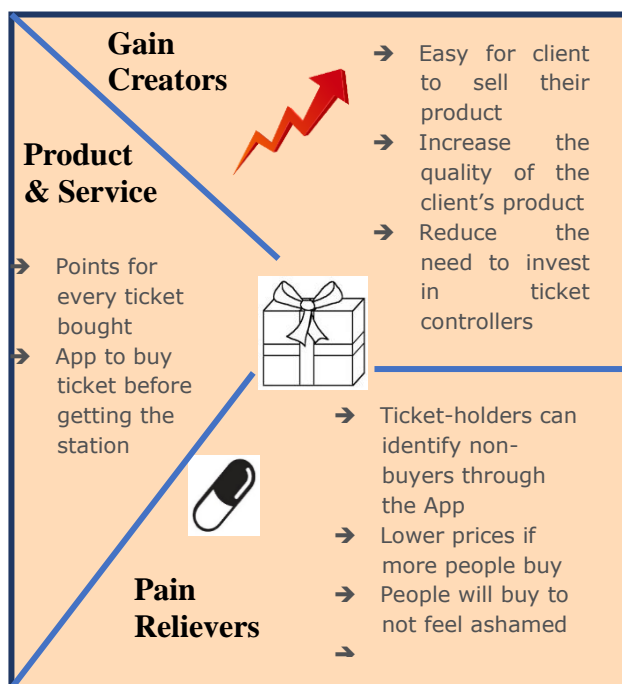 Gain
Creators
➔ Easy for client
to sell their
product
➔ Increase the
quality of the
client's product
➔ Reduce the
need to invest
in ticket
controllers
Product
& Service
➔ Points for
every ticket
bought
➔ App to buy
ticket before
getting the
station
➔ Ticket-holders can
identify non-
buyers through
the App
➔ Lower prices if
more people buy
➔ People will buy to
not feel ashamed
➔
Pain
Relievers